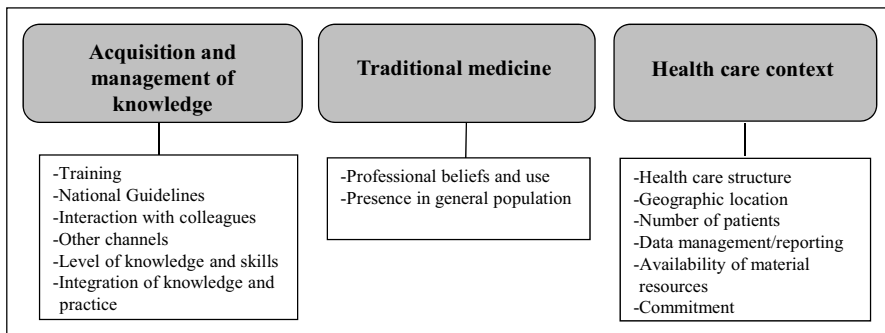 Acquisition and
management of
knowledge
-Training
-National Guidelines
-Interaction with colleagues
-Other channels
-Level of knowledge and skills
-Integration of knowledge and
practice
Traditional medicine
-Professional beliefs and use
-Presence in general population
Health care context
-Health care structure
-Geographic location
-Number of patients
-Data management/reporting
-Availability of material
resources
-Commitment